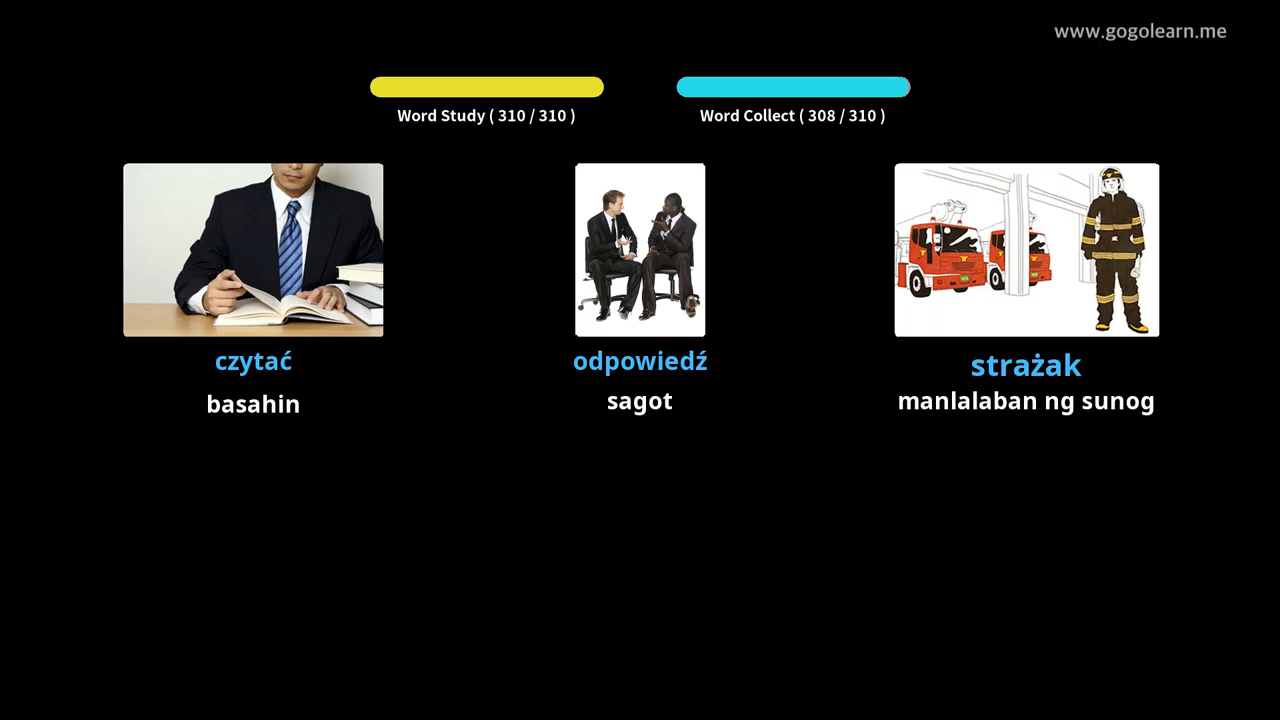 www.gogolearn.me
Word Study ( 310 / 310 )
Word Collect ( 308 / 310 )
czytać
odpowiedź
strażak
basahin
sagot
manlalaban ng sunog